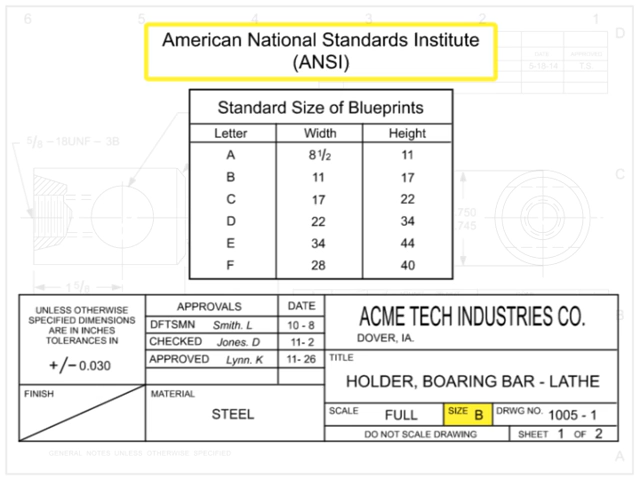 6 5 4 3 2 1
D
American National Standards Institute
(ANSI)
DATE APPROVED
5-18-14 T.S
Standard Size of Blueprints
Letter Width Height
A 8 1/2 11
B 11 17
C 17 22
D 22 34
E 34 44
F 28 40
5/8 - 18UNF - 3B
C
.750
.745
1 5/8
B
UNLESS OTHERWISE
SPECIFIED DIMENSIONS
ARE IN INCHES
TOLERANCES IN
+/- 0.030
APPROVALS DATE
DFTSMN Smith. L 10 - 8
CHECKED Jones. D 11- 2
APPROVED Lynn. K 11- 26
ACME TECH INDUSTRIES CO.
DOVER, IA.
TITLE
HOLDER, BOARING BAR - LATHE
FINISH
MATERIAL
STEEL
SCALE FULL SIZE B DRWG NO. 1005 - 1
DO NOT SCALE DRAWING SHEET 1 OF 2
GENERAL NOTES UNLESS OTHERWISE SPECIFIED
A